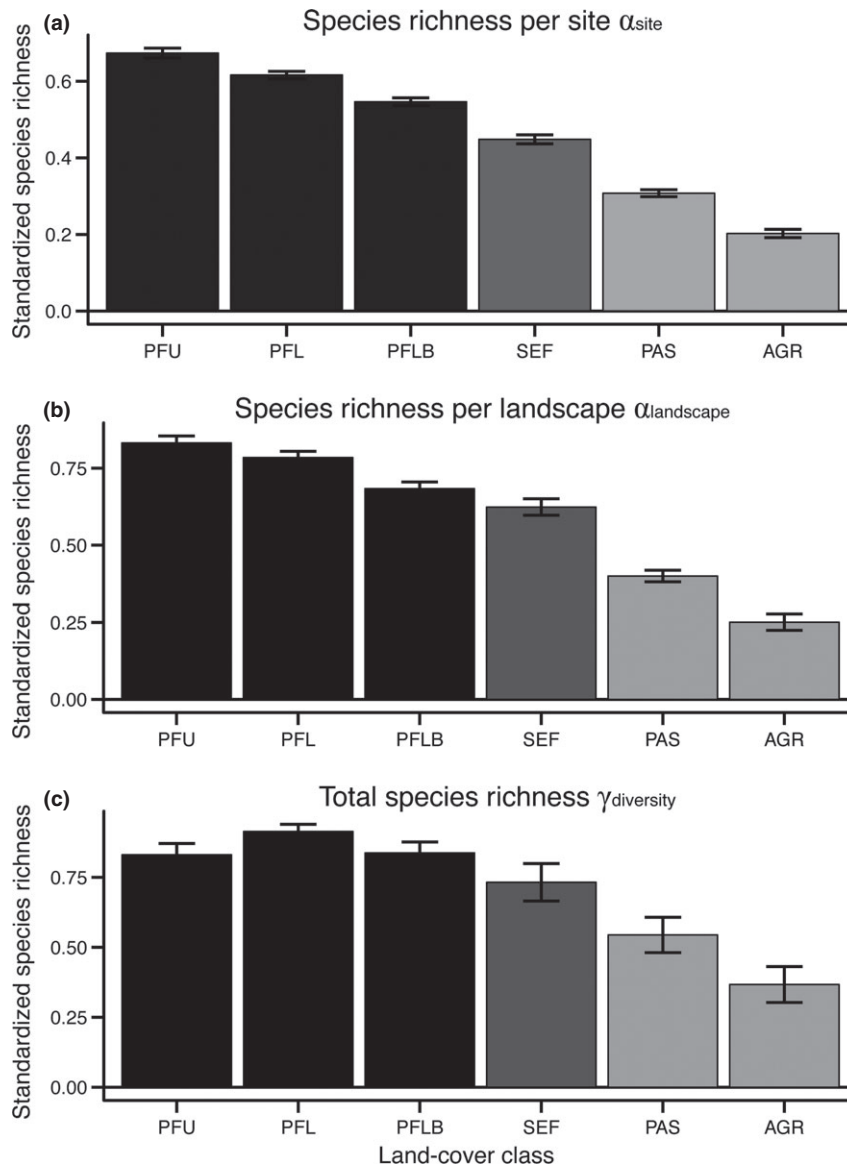 (a)
Species richness per site αsite
Standardized species richness
0.6
0.4
0.2
0.0
PFU PFL PFLB SEF PAS AGR
(b)
Species richness per landscape αlandscape
Standardized species richness
0.75
0.50
0.25
0.00
PFU PFL PFLB SEF PAS AGR
(c)
Total species richness γdiversity
Standardized species richness
0.75
0.50
0.25
0.00
PFU PFL PFLB SEF PAS AGR
Land-cover class